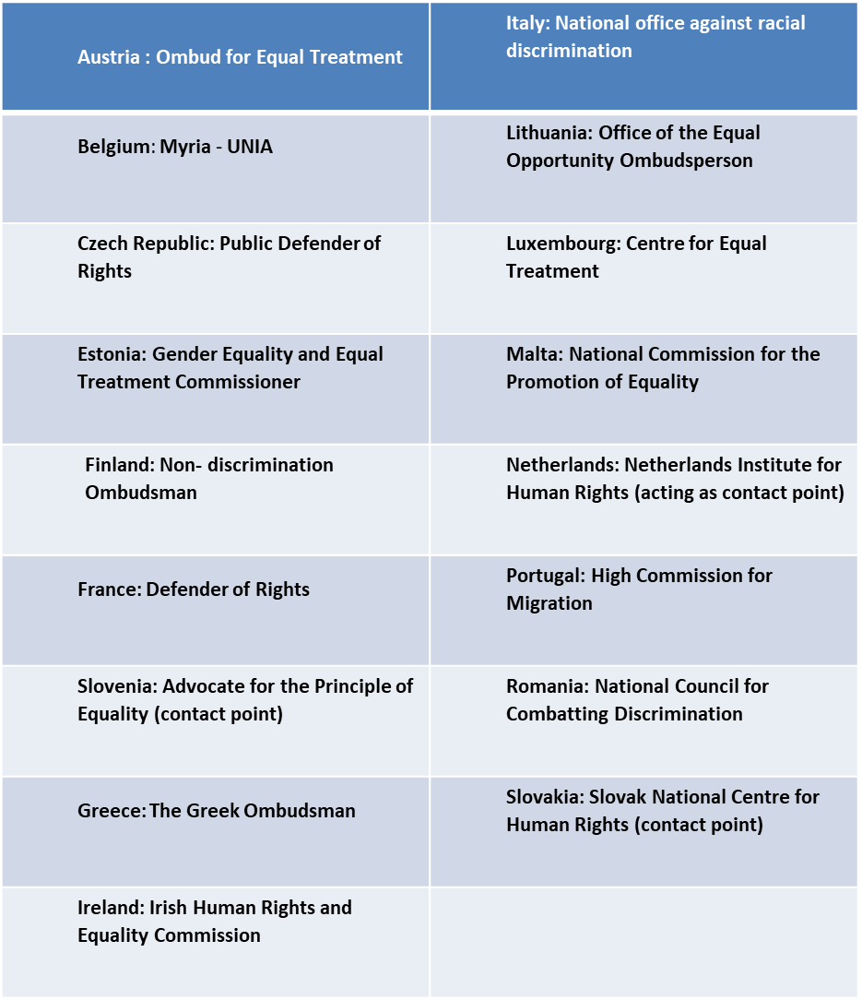 Austria : Ombud for Equal Treatment
Italy: National office against racial
discrimination
Belgium: Myria - UNIA
Lithuania: Office of the Equal
Opportunity Ombudsperson
Czech Republic: Public Defender of
Rights
Luxembourg: Centre for Equal
Treatment
Estonia: Gender Equality and Equal
Treatment Commissioner
Malta: National Commission for the
Promotion of Equality
Finland: Non- discrimination
Ombudsman
Netherlands: Netherlands Institute for
Human Rights (acting as contact point)
France: Defender of Rights
Portugal: High Commission for
Migration
Slovenia: Advocate for the Principle of
Equality (contact point)
Romania: National Council for
Combatting Discrimination
Greece: The Greek Ombudsman
Slovakia: Slovak National Centre for
Human Rights (contact point)
Ireland: Irish Human Rights and
Equality Commission